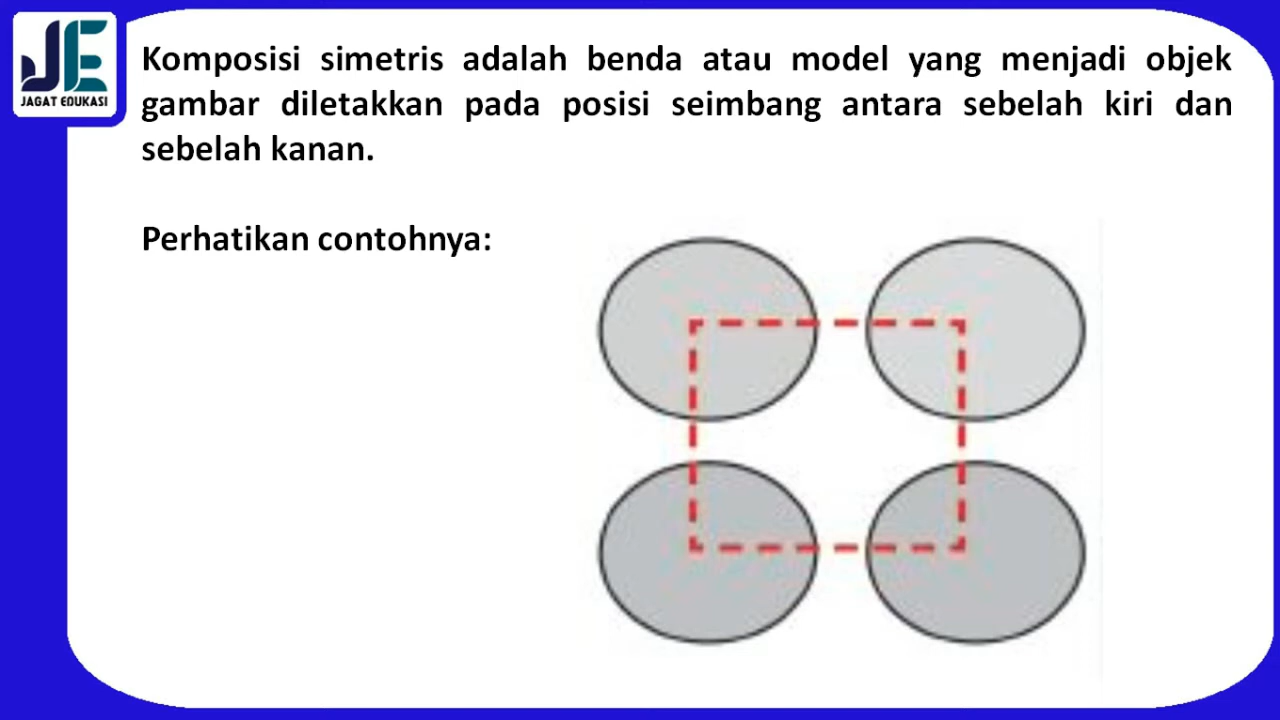 JE
JAGAT EDUKASI
Komposisi simetris adalah benda atau model yang menjadi objek
gambar diletakkan pada posisi seimbang antara sebelah kiri dan
sebelah kanan.
Perhatikan contohnya: